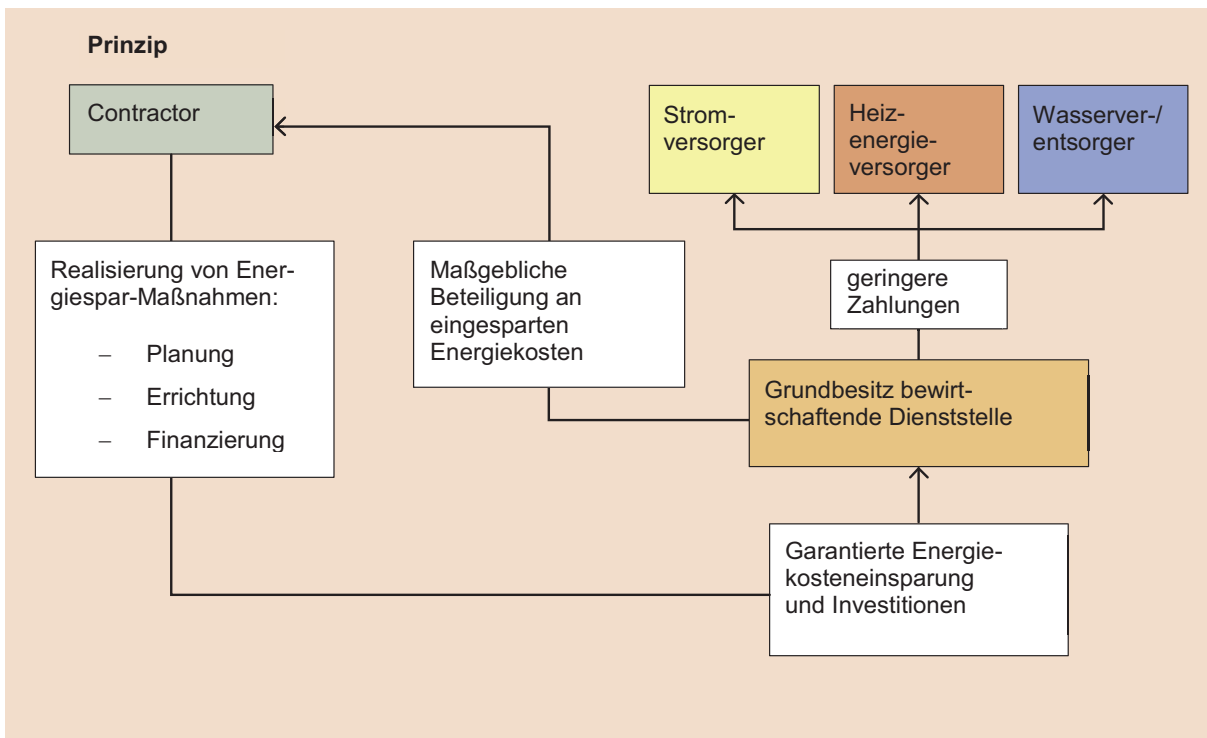 Prinzip
Contractor
Strom-
versorger
Heiz-
energie-
versorger
Wasserver-/
entsorger
Realisierung von Ener-
giespar-Maßnahmen:
– Planung
– Errichtung
– Finanzierung
Maßgebliche
Beteiligung an
eingesparten
Energiekosten
geringere
Zahlungen
Grundbesitz bewirt-
schaftende Dienststelle
Garantierte Energie-
kosteneinsparung
und Investitionen